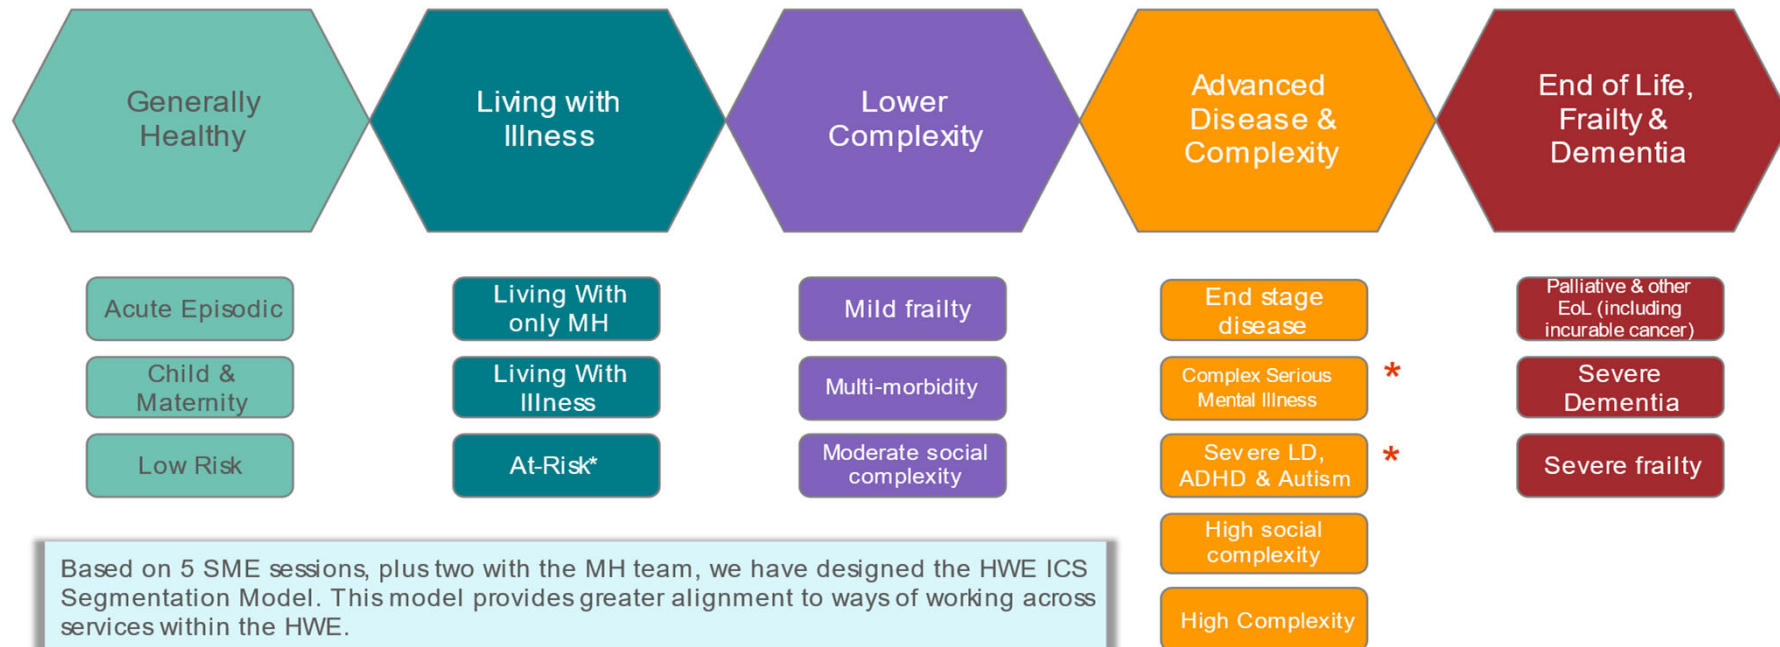 Generally
Healthy
Living with
Illness
Lower
Complexity
Advanced
Disease &
Complexity
End of Life,
Frailty &
Dementia
Acute Episodic
Child &
Maternity
Low Risk
Living With
only MH
Living With
Illness
At-Risk*
Mild frailty
Multi-morbidity
Moderate social
complexity
End stage
disease
Complex Serious
Mental Illness
*
Severe LD,
ADHD & Autism
*
High social
complexity
High Complexity
Palliative & other
EoL (including
incurable cancer)
Severe
Dementia
Severe frailty
Based on 5 SME sessions, plus two with the MH team, we have designed the HWE ICS
Segmentation Model. This model provides greater alignment to ways of working across
services within the HWE.